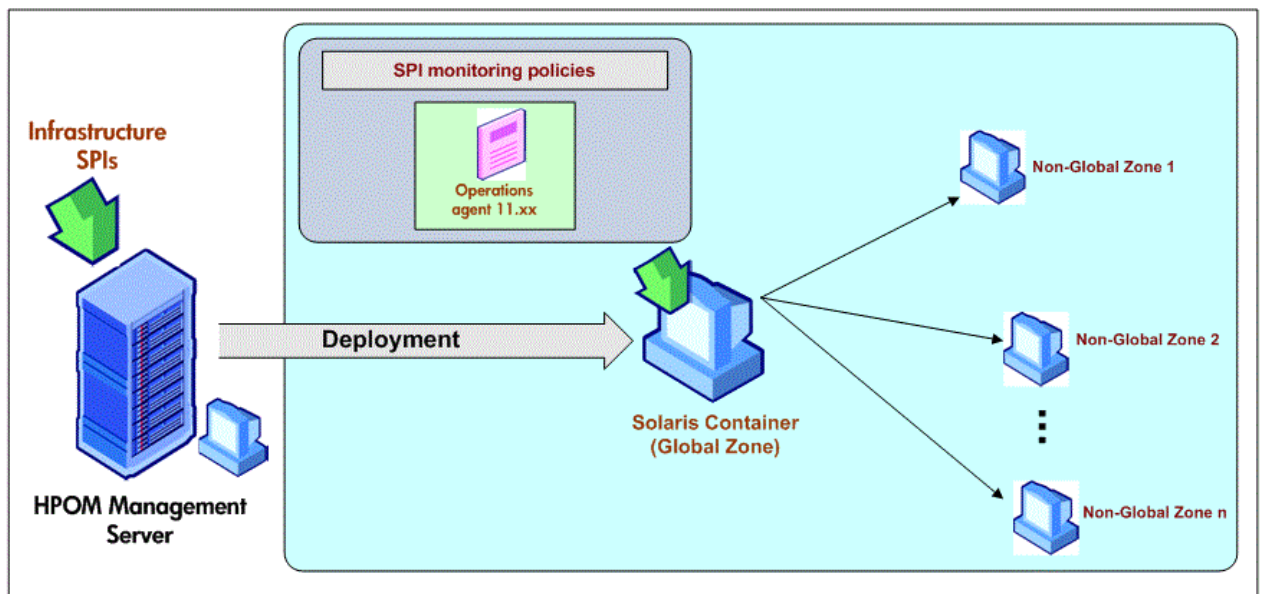 SPI monitoring policies
Infrastructure
SPIs
Operations
agent 11.xx
Non-Global Zone 1
Deployment
Non-Global Zone 2
Solaris Container
(Global Zone)
HPOM Management
Server
Non-Global Zone n